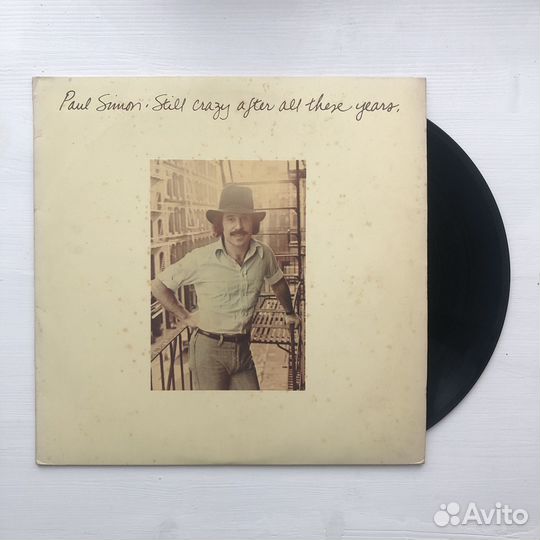 Paul Simon · Still crazy after all these years.
Avito